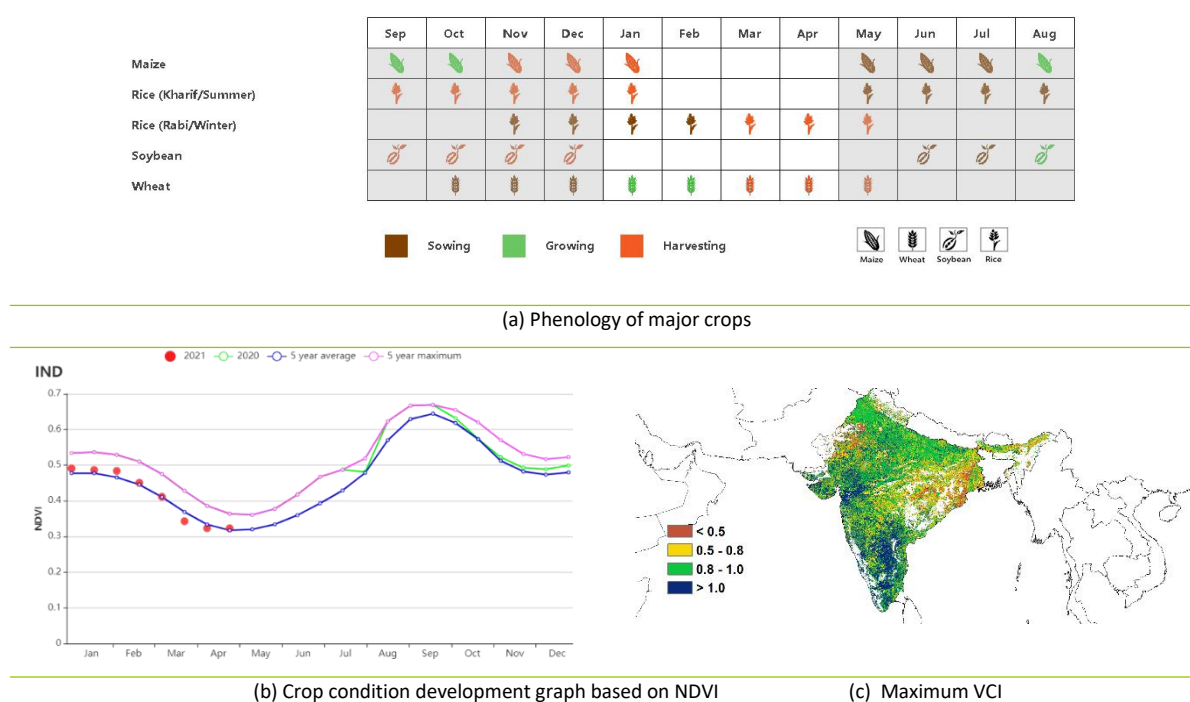 Sep Oct Nov Dec Jan Feb Mar Apr May Jun Jul Aug
Maize
Rice (Kharif/Summer)
Rice (Rabi/Winter)
Soybean
Wheat
Sowing Growing Harvesting
Maize Wheat Soybean Rice
(a) Phenology of major crops
2021 2020 5 year average 5 year maximum
IND
0.7
0.6
0.5
0.4
0.3
0.2
0.1
0
NDVI
Jan Feb Mar Apr May Jun Jul Aug Sep Oct Nov Dec
< 0.5
0.5 - 0.8
0.8 - 1.0
> 1.0
(b) Crop condition development graph based on NDVI (c) Maximum VCI